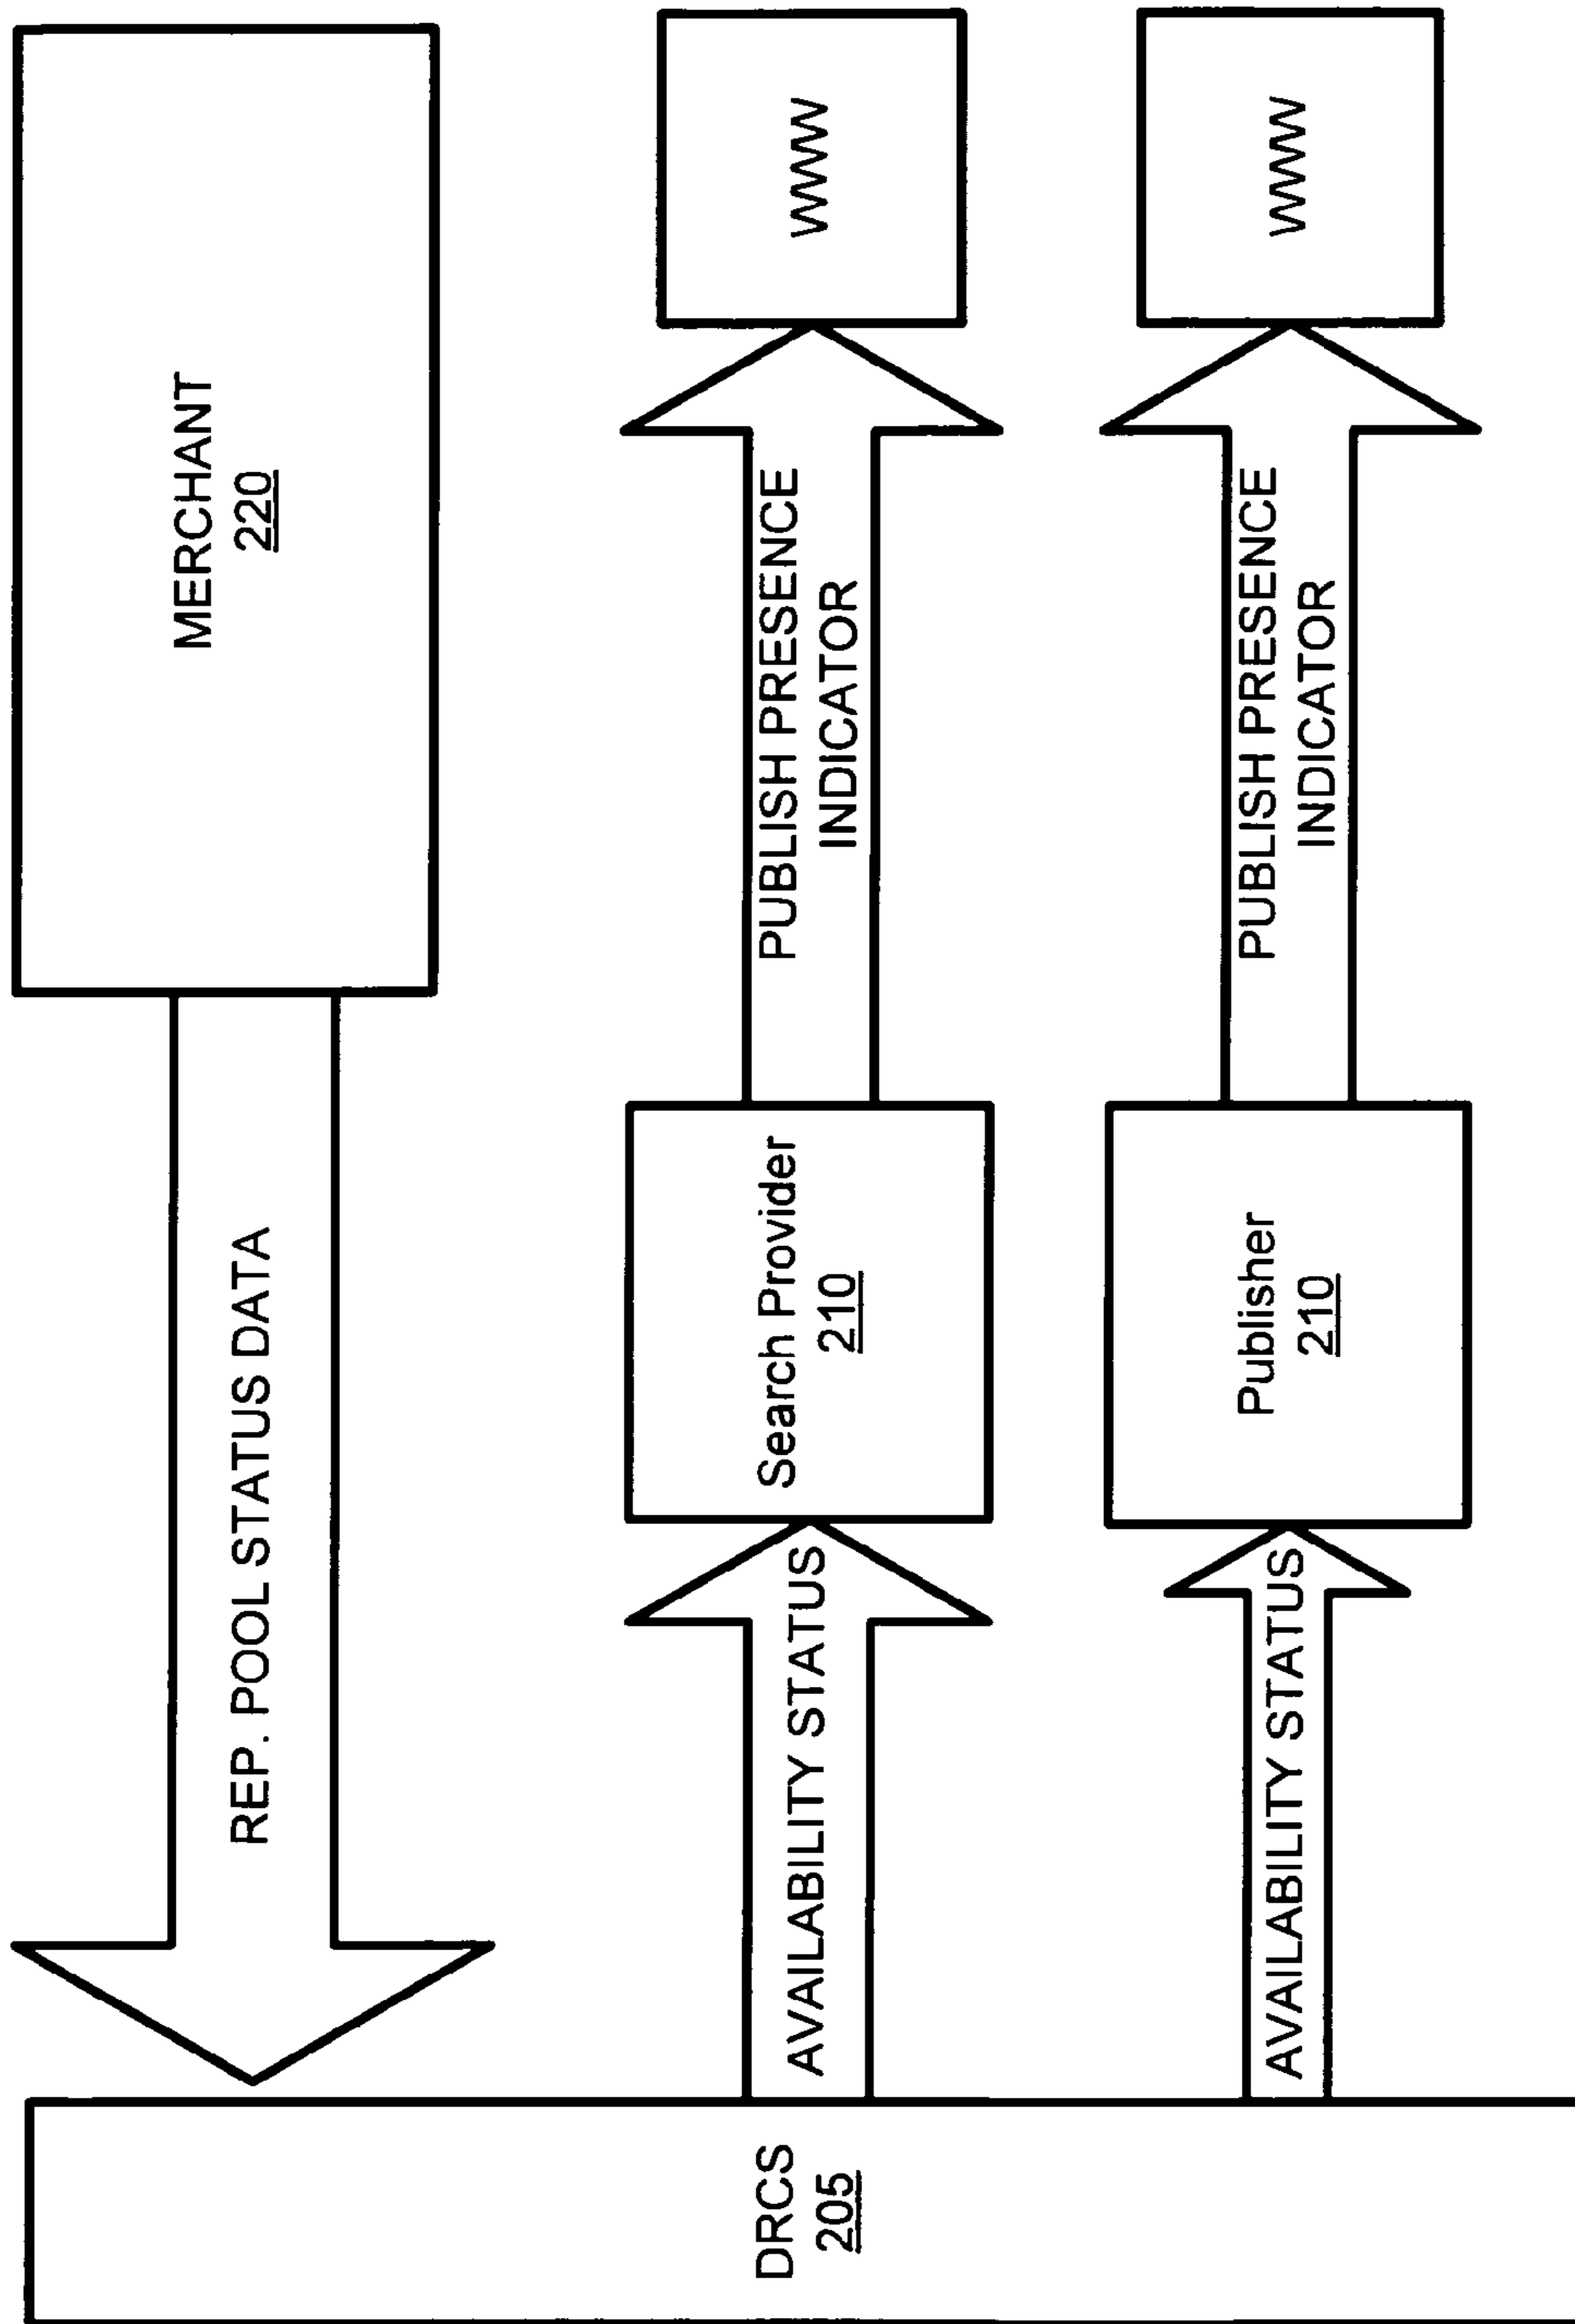 MERCHANT
220
REP. POOL STATUS DATA
DRCS
205
AVAILABILITY STATUS
Search Provider
210
PUBLISH PRESENCE
INDICATOR
WWW
AVAILABILITY STATUS
Publisher
210
PUBLISH PRESENCE
INDICATOR
WWW